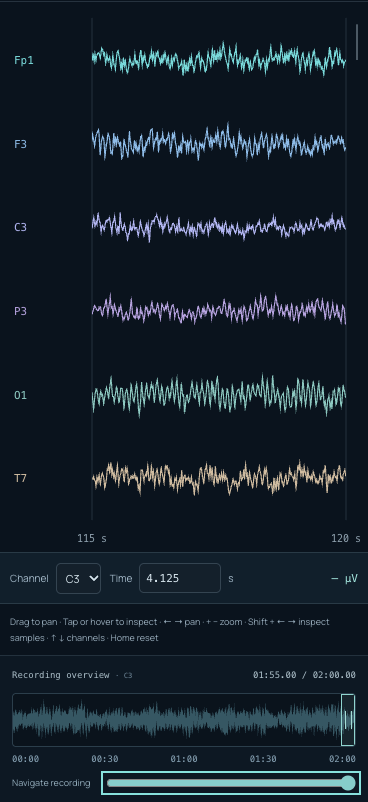 Fp1
F3
C3
P3
O1
T7
115 s 120 s
Channel C3 Time 4.125 s — µV
Drag to pan · Tap or hover to inspect · ← → pan · + − zoom · Shift + ← → inspect
samples · ↑ ↓ channels · Home reset
Recording overview · C3 01:55.00 / 02:00.00
00:00 00:30 01:00 01:30 02:00
Navigate recording